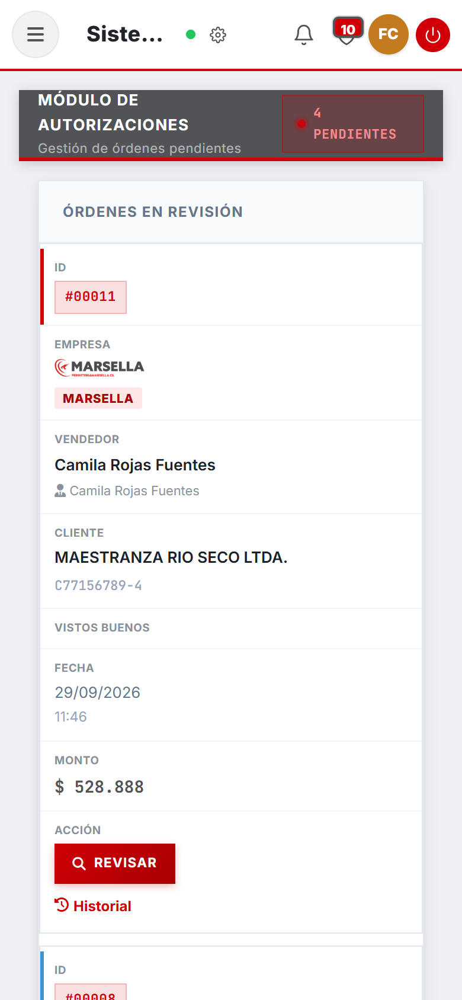 Siste...
10
FC
MÓDULO DE
AUTORIZACIONES
Gestión de órdenes pendientes
4
PENDIENTES
ÓRDENES EN REVISIÓN
ID
#00011
EMPRESA
MARSELLA
FERRETERIAMARSELLA.CL
MARSELLA
VENDEDOR
Camila Rojas Fuentes
Camila Rojas Fuentes
CLIENTE
MAESTRANZA RIO SECO LTDA.
C77156789-4
VISTOS BUENOS
FECHA
29/09/2026
11:46
MONTO
$ 528.888
ACCIÓN
REVISAR
Historial
ID
#00008